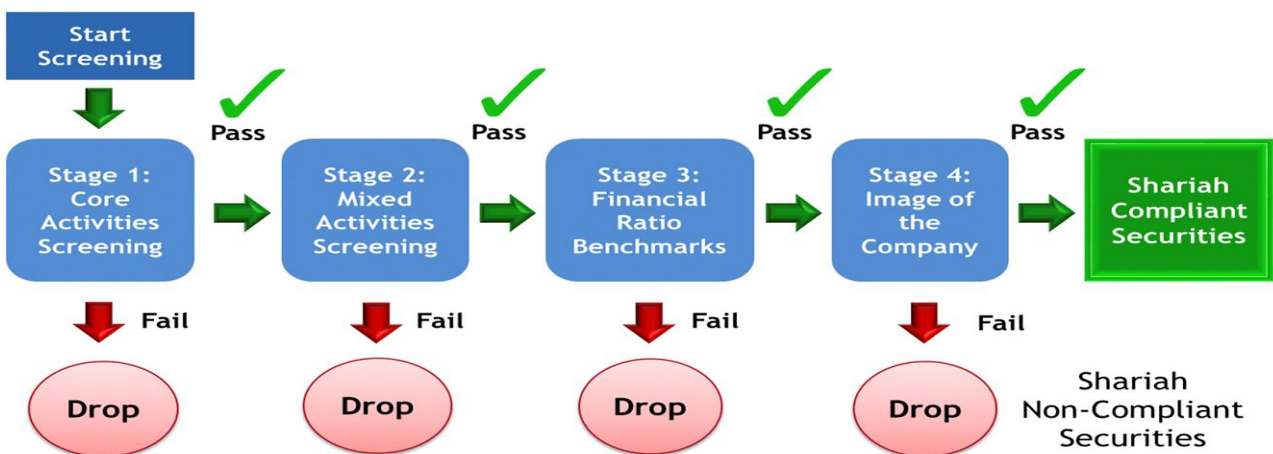 Start
Screening
Pass
Pass
Pass
Pass
Stage 1:
Core
Activities
Screening
Stage 2:
Mixed
Activities
Screening
Stage 3:
Financial
Ratio
Benchmarks
Stage 4:
Image of
the
Company
Shariah
Compliant
Securities
Fail
Fail
Fail
Fail
Drop
Drop
Drop
Drop
Shariah
Non-Compliant
Securities